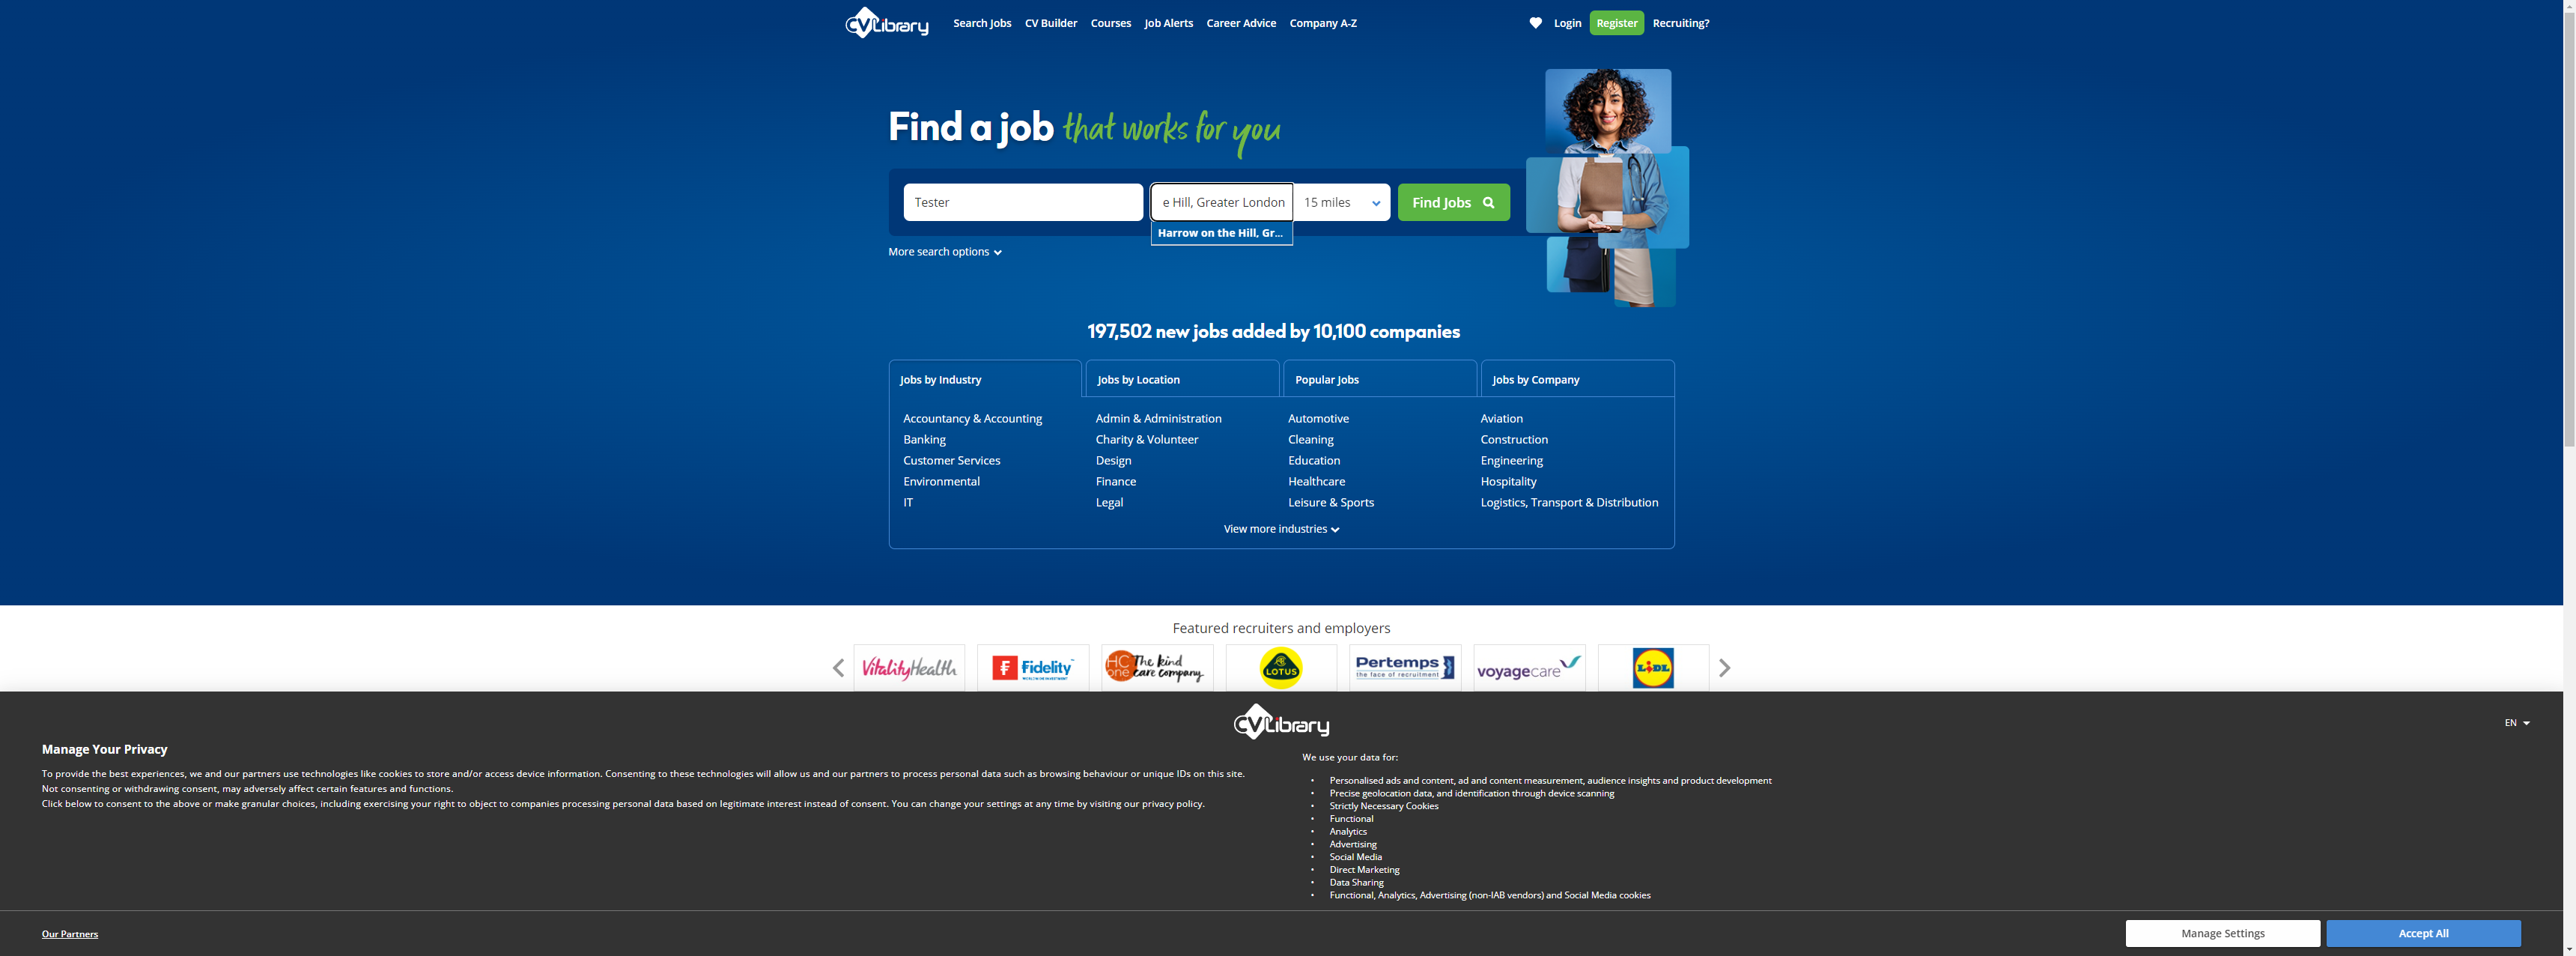 CVLibrary
Search Jobs CV Builder Courses Job Alerts Career Advice Company A-Z
Login Register Recruiting?
Find a job that works for you
Tester
e Hill, Greater London
15 miles
Find Jobs
Harrow on the Hill, Gr...
More search options
197,502 new jobs added by 10,100 companies
Jobs by Industry Jobs by Location Popular Jobs Jobs by Company
Accountancy & Accounting Admin & Administration Automotive Aviation
Banking Charity & Volunteer Cleaning Construction
Customer Services Design Education Engineering
Environmental Finance Healthcare Hospitality
IT Legal Leisure & Sports Logistics, Transport & Distribution
View more industries
Featured recruiters and employers
VitalityHealth
Fidelity
WORLDWIDE INVESTMENT
HC one The kind care company
LOTUS
Pertemps
the face of recruitment
voyagecare
LIDL
CVLibrary
EN
Manage Your Privacy
To provide the best experiences, we and our partners use technologies like cookies to store and/or access device information. Consenting to these technologies will allow us and our partners to process personal data such as browsing behaviour or unique IDs on this site.
Not consenting or withdrawing consent, may adversely affect certain features and functions.
Click below to consent to the above or make granular choices, including exercising your right to object to companies processing personal data based on legitimate interest instead of consent. You can change your settings at any time by visiting our privacy policy.
We use your data for:
• Personalised ads and content, ad and content measurement, audience insights and product development
• Precise geolocation data, and identification through device scanning
• Strictly Necessary Cookies
• Functional
• Analytics
• Advertising
• Social Media
• Direct Marketing
• Data Sharing
• Functional, Analytics, Advertising (non-IAB vendors) and Social Media cookies
Our Partners
Manage Settings
Accept All